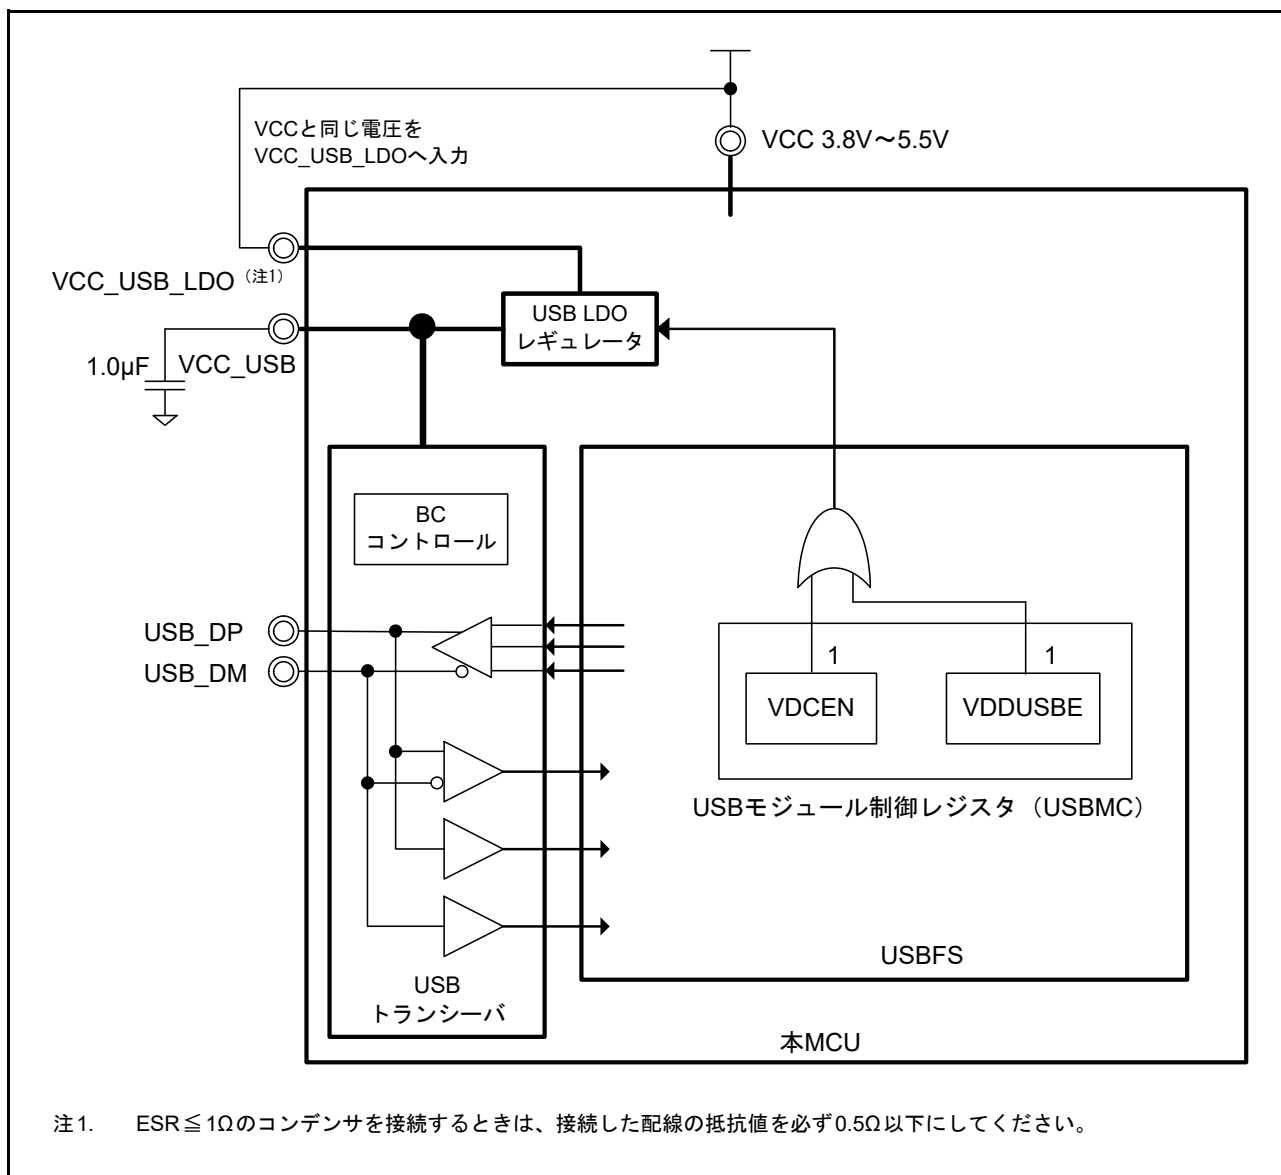 VCCと同じ電圧を
VCC_USB_LDOへ入力
VCC 3.8V～5.5V
VCC_USB_LDO（注1）
USB LDO
レギュレータ
1.0µF
VCC_USB
BC
コントロール
USB_DP
USB_DM
1
1
VDCEN
VDDUSBE
USBモジュール制御レジスタ（USBMC）
USBFS
USB
トランシーバ
本MCU
注1. ESR≦1Ωのコンデンサを接続するときは、接続した配線の抵抗値を必ず0.5Ω以下にしてください。